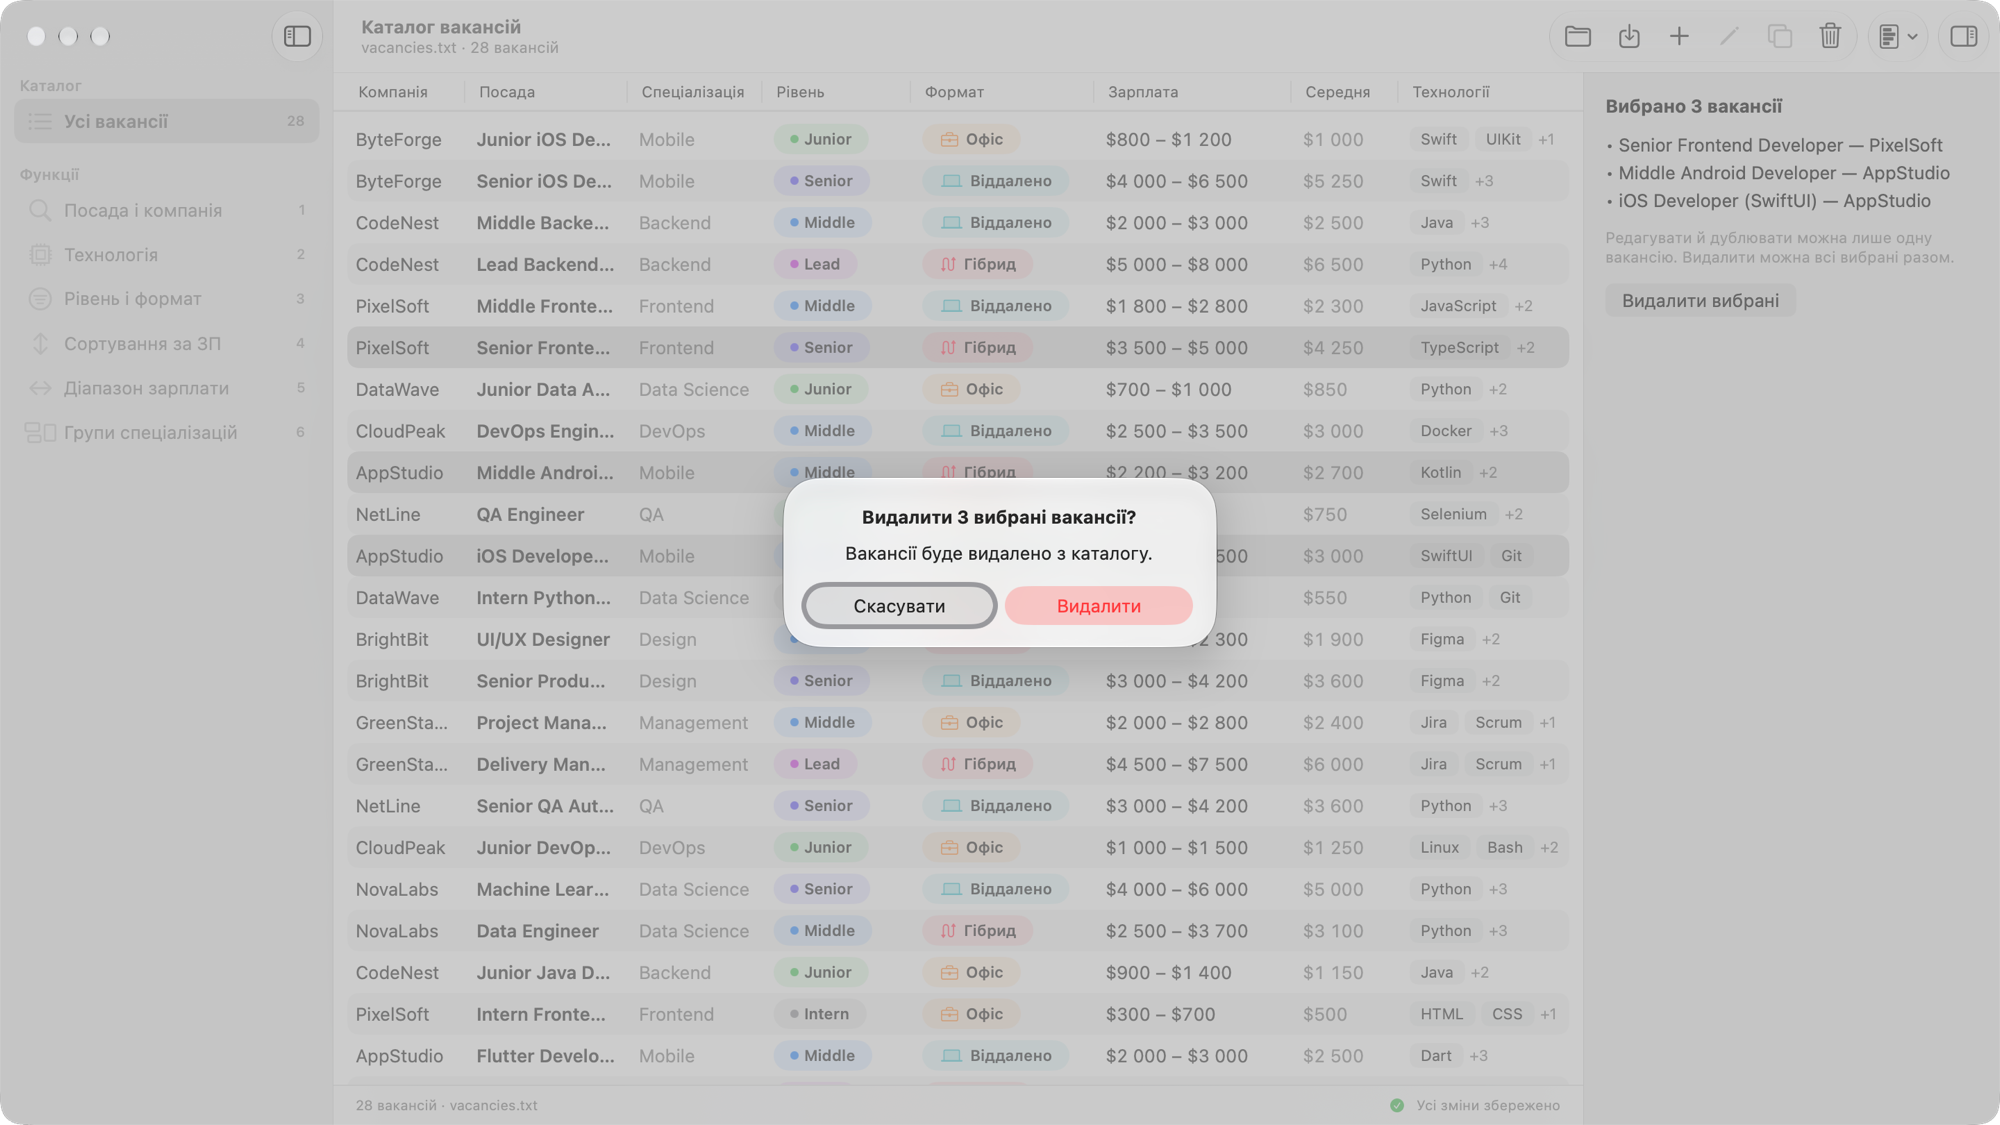 Каталог
Усі вакансії 28
Функції
Посада і компанія 1
Технологія 2
Рівень і формат 3
Сортування за ЗП 4
Діапазон зарплати 5
Групи спеціалізацій 6
Каталог вакансій
vacancies.txt · 28 вакансій
Компанія Посада Спеціалізація Рівень Формат Зарплата Середня Технології
ByteForge Junior iOS De... Mobile Junior Офіс $800 – $1 200 $1 000 Swift UIKit +1
ByteForge Senior iOS De... Mobile Senior Віддалено $4 000 – $6 500 $5 250 Swift +3
CodeNest Middle Backe... Backend Middle Віддалено $2 000 – $3 000 $2 500 Java +3
CodeNest Lead Backend... Backend Lead Гібрид $5 000 – $8 000 $6 500 Python +4
PixelSoft Middle Fronte... Frontend Middle Віддалено $1 800 – $2 800 $2 300 JavaScript +2
PixelSoft Senior Fronte... Frontend Senior Гібрид $3 500 – $5 000 $4 250 TypeScript +2
DataWave Junior Data A... Data Science Junior Офіс $700 – $1 000 $850 Python +2
CloudPeak DevOps Engin... DevOps Middle Віддалено $2 500 – $3 500 $3 000 Docker +3
AppStudio Middle Androi... Mobile Middle Гібрид $2 200 – $3 200 $2 700 Kotlin +2
NetLine QA Engineer QA $750 Selenium +2
AppStudio iOS Develope... Mobile 500 $3 000 SwiftUI Git
DataWave Intern Python... Data Science $550 Python Git
BrightBit UI/UX Designer Design 300 $1 900 Figma +2
BrightBit Senior Produ... Design Senior Віддалено $3 000 – $4 200 $3 600 Figma +2
GreenSta... Project Mana... Management Middle Офіс $2 000 – $2 800 $2 400 Jira Scrum +1
GreenSta... Delivery Man... Management Lead Гібрид $4 500 – $7 500 $6 000 Jira Scrum +1
NetLine Senior QA Aut... QA Senior Віддалено $3 000 – $4 200 $3 600 Python +3
CloudPeak Junior DevOp... DevOps Junior Офіс $1 000 – $1 500 $1 250 Linux Bash +2
NovaLabs Machine Lear... Data Science Senior Віддалено $4 000 – $6 000 $5 000 Python +3
NovaLabs Data Engineer Data Science Middle Гібрид $2 500 – $3 700 $3 100 Python +3
CodeNest Junior Java D... Backend Junior Офіс $900 – $1 400 $1 150 Java +2
PixelSoft Intern Fronte... Frontend Intern Офіс $300 – $700 $500 HTML CSS +1
AppStudio Flutter Develo... Mobile Middle Віддалено $2 000 – $3 000 $2 500 Dart +3
28 вакансій · vacancies.txt
Усі зміни збережено
Видалити 3 вибрані вакансії?
Вакансії буде видалено з каталогу.
Скасувати Видалити
Вибрано 3 вакансії
• Senior Frontend Developer — PixelSoft
• Middle Android Developer — AppStudio
• iOS Developer (SwiftUI) — AppStudio
Редагувати й дублювати можна лише одну
вакансію. Видалити можна всі вибрані разом.
Видалити вибрані